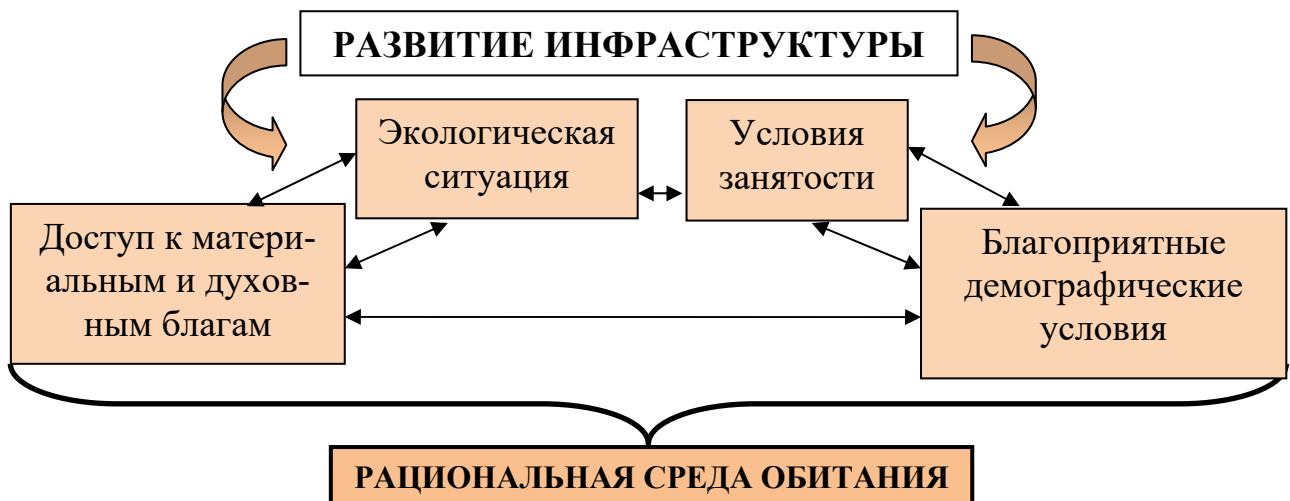 РАЗВИТИЕ ИНФРАСТРУКТУРЫ
Экологическая
ситуация
Условия
занятости
Доступ к матери-
альным и духов-
ным благам
Благоприятные
демографические
условия
РАЦИОНАЛЬНАЯ СРЕДА ОБИТАНИЯ